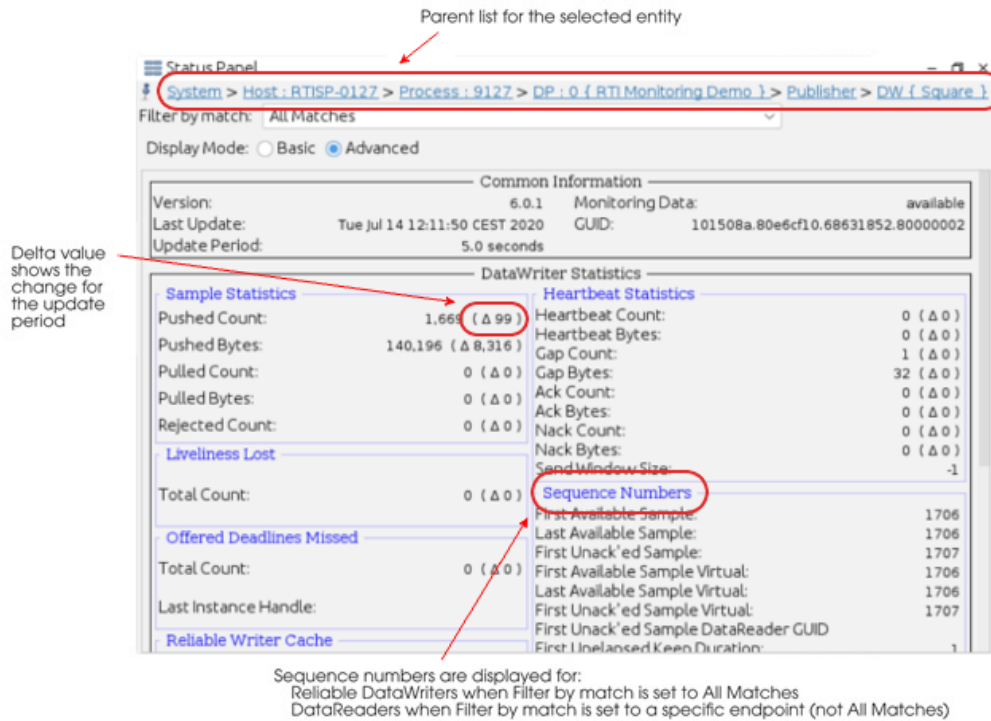 Parent list for the selected entity
Status Panel
System > Host : RTISP-0127 > Process : 9127 > DP : 0 { RTI Monitoring Demo } > Publisher > DW { Square }
Filter by match: All Matches
Display Mode: Basic Advanced
Common Information
Version: 6.0.1 Monitoring Data: available
Last Update: Tue Jul 14 12:11:50 CEST 2020 GUID: 101508a.80e6cf10.68631852.80000002
Update Period: 5.0 seconds
Delta value
shows the
change for
the update
period
DataWriter Statistics
Sample Statistics
Pushed Count: 1,669 ( Δ 99 )
Pushed Bytes: 140,196 ( Δ 8,316 )
Pulled Count: 0 ( Δ 0 )
Pulled Bytes: 0 ( Δ 0 )
Rejected Count: 0 ( Δ 0 )
Liveliness Lost
Total Count: 0 ( Δ 0 )
Offered Deadlines Missed
Total Count: 0 ( Δ 0 )
Last Instance Handle:
Reliable Writer Cache
Heartbeat Statistics
Heartbeat Count: 0 ( Δ 0 )
Heartbeat Bytes: 0 ( Δ 0 )
Gap Count: 1 ( Δ 0 )
Gap Bytes: 32 ( Δ 0 )
Ack Count: 0 ( Δ 0 )
Ack Bytes: 0 ( Δ 0 )
Nack Count: 0 ( Δ 0 )
Nack Bytes: 0 ( Δ 0 )
Send Window Size: -1
Sequence Numbers
First Available Sample: 1706
Last Available Sample: 1706
First Unack'ed Sample: 1707
First Available Sample Virtual: 1706
Last Available Sample Virtual: 1706
First Unack'ed Sample Virtual: 1707
First Unack'ed Sample DataReader GUID
First Unelapsed Keep Duration: 1
Sequence numbers are displayed for:
Reliable DataWriters when Filter by match is set to All Matches
DataReaders when Filter by match is set to a specific endpoint (not All Matches)